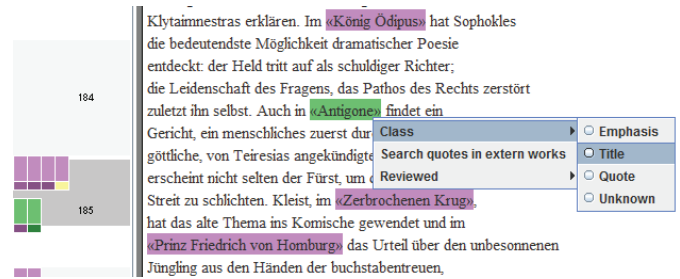 Klytaimnestras erklären. Im «König Ödipus» hat Sophokles
die bedeutendste Möglichkeit dramatischer Poesie
entdeckt: der Held tritt auf als schuldiger Richter;
die Leidenschaft des Fragens, das Pathos des Rechts zerstört
184
zuletzt ihn selbst. Auch in «Antigone» findet ein
Gericht, ein menschliches zuerst
Class
Emphasis
göttliche, von Teiresias angekündigte
Search quotes in extern works
Title
erscheint nicht selten der Fürst, um
Reviewed
Quote
Streit zu schlichten. Kleist, im «Zerbrochenen Krug»,
Unknown
185
hat das alte Thema ins Komische gewendet und im
«Prinz Friedrich von Homburg» das Urteil über den unbesonnenen
Jüngling aus den Händen der buchstabentreuen,